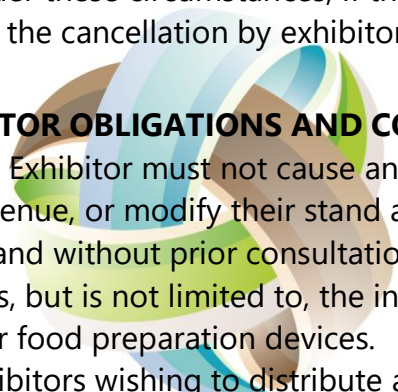 the cancellation by exhibitor
TOR OBLIGATIONS AND CO
Exhibitor must not cause an
enue, or modify their stand a
and without prior consultatio
s, but is not limited to, the in
r food preparation devices.
ibitors wishing to distribute a